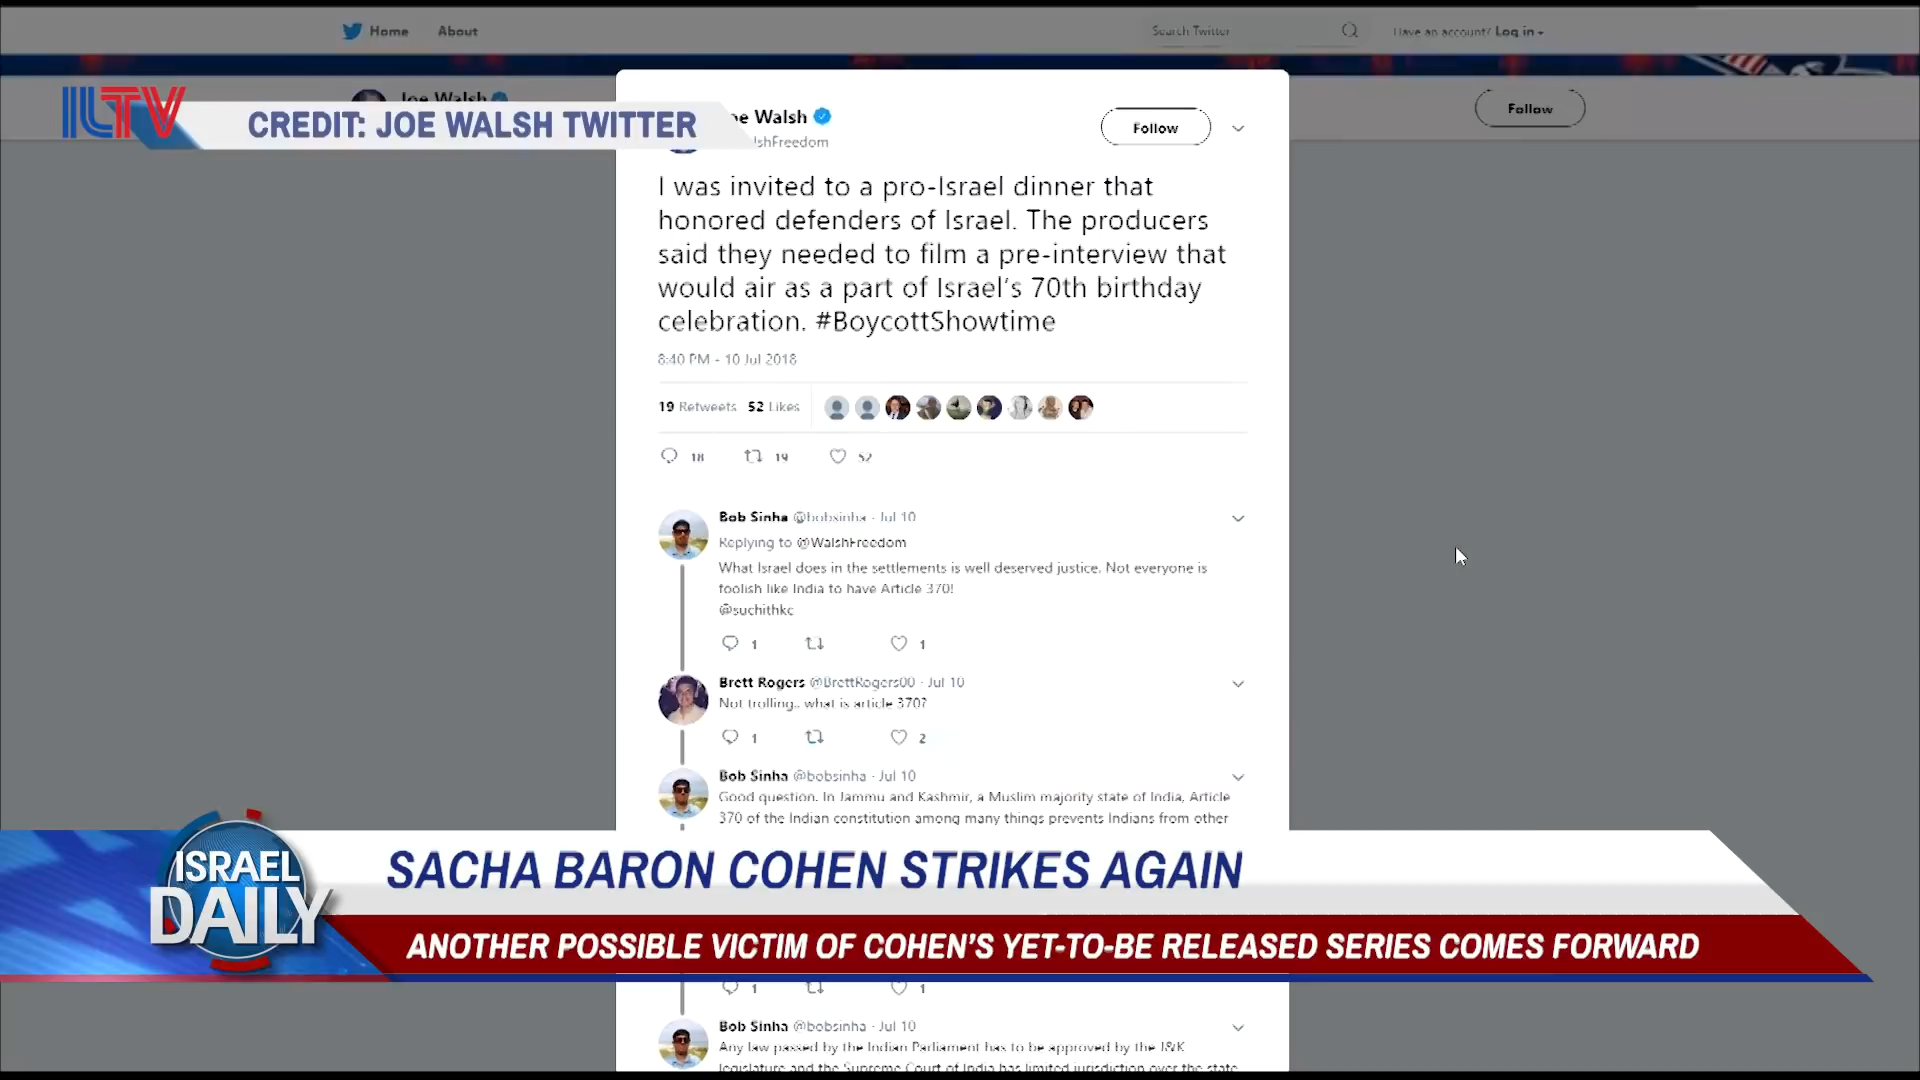 Home About Search Twitter Have an account? Log in
ILTV
CREDIT: JOE WALSH TWITTER
Joe Walsh
Walsh
Follow
Follow
I was invited to a pro-Israel dinner that
honored defenders of Israel. The producers
said they needed to film a pre-interview that
would air as a part of Israel's 70th birthday
celebration. #BoycottShowtime
8:40 PM - 10 Jul 2018
19 Retweets 52 Likes
18 19 52
Bob Sinha @bobsinha · Jul 10
Replying to @WalshFreedom
What Israel does in the settlements is well deserved justice. Not everyone is
foolish like India to have Article 370!
@suchithkc
1 1
Brett Rogers @BrettRogers00 · Jul 10
Not trolling.. what is article 370?
1 2
Bob Sinha @bobsinha · Jul 10
Good question. In Jammu and Kashmir, a Muslim majority state of India, Article
370 of the Indian constitution among many things prevents Indians from other
ISRAEL
DAILY
SACHA BARON COHEN STRIKES AGAIN
ANOTHER POSSIBLE VICTIM OF COHEN'S YET-TO-BE RELEASED SERIES COMES FORWARD
1 1
Bob Sinha @bobsinha · Jul 10
Any law passed by the Indian Parliament has to be approved by the J&K
legislature and the Supreme Court of India has limited jurisdiction over the state